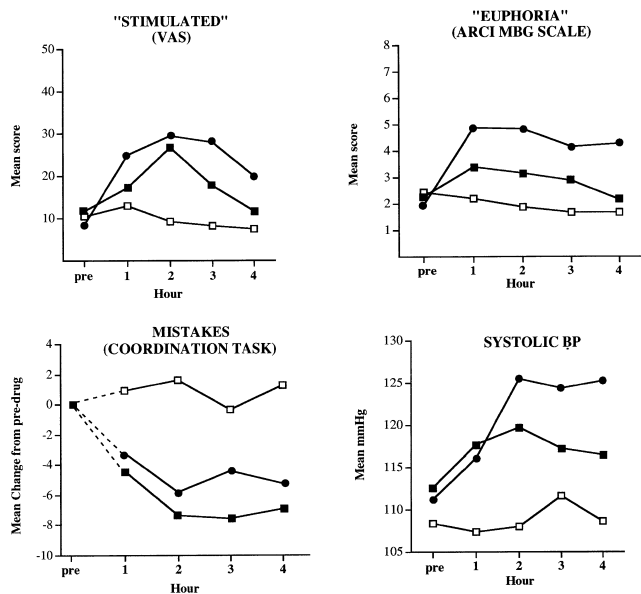 "STIMULATED"
(VAS)
50
40
30
20
10
Mean score
pre 1 2 3 4
Hour
"EUPHORIA"
(ARCI MBG SCALE)
8
7
6
5
4
3
2
1
Mean score
pre 1 2 3 4
Hour
MISTAKES
(COORDINATION TASK)
4
2
0
-2
-4
-6
-8
-10
Mean Change from pre-drug
pre 1 2 3 4
Hour
SYSTOLIC BP
130
125
120
115
110
105
Mean mmHg
pre 1 2 3 4
Hour